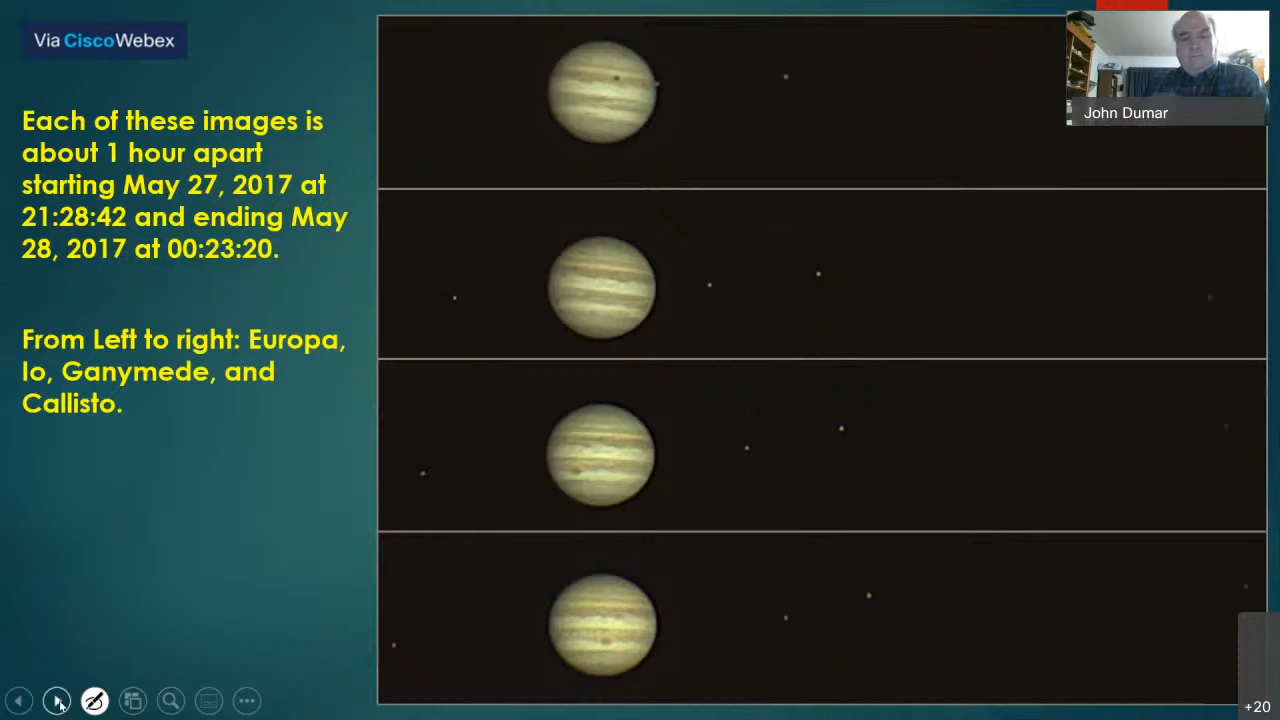 Via CiscoWebex
Each of these images is
about 1 hour apart
starting May 27, 2017 at
21:28:42 and ending May
28, 2017 at 00:23:20.
From Left to right: Europa,
Io, Ganymede, and
Callisto.
John Dumar
+20